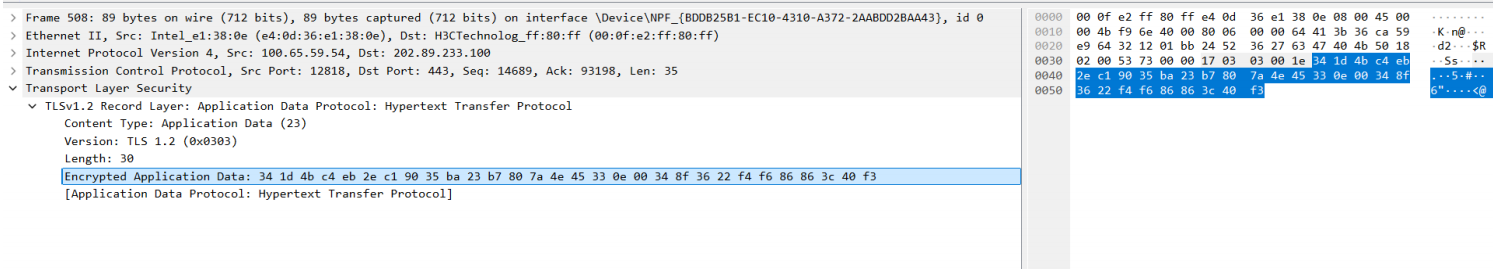 Frame 508: 89 bytes on wire (712 bits), 89 bytes captured (712 bits) on interface \Device\NPF_{BDDB25B1-EC10-4310-A372-2AABDD2BAA43}, id 0
Ethernet II, Src: Intel_e1:38:0e (e4:0d:36:e1:38:0e), Dst: H3CTechnolog_ff:80:ff (00:0f:e2:ff:80:ff)
Internet Protocol Version 4, Src: 100.65.59.54, Dst: 202.89.233.100
Transmission Control Protocol, Src Port: 12818, Dst Port: 443, Seq: 14689, Ack: 93198, Len: 35
Transport Layer Security
TLSv1.2 Record Layer: Application Data Protocol: Hypertext Transfer Protocol
Content Type: Application Data (23)
Version: TLS 1.2 (0x0303)
Length: 30
Encrypted Application Data: 34 1d 4b c4 eb 2e c1 90 35 ba 23 b7 80 7a 4e 45 33 0e 00 34 8f 36 22 f4 f6 86 86 3c 40 f3
[Application Data Protocol: Hypertext Transfer Protocol]
0000 00 0f e2 ff 80 ff e4 0d 36 e1 38 0e 08 00 45 00 ········
0010 00 4b f9 6e 40 00 80 06 00 00 64 41 3b 36 ca 59 ·K·n@···
0020 e9 64 32 12 01 bb 24 52 36 27 63 47 40 4b 50 18 ·d2···$R
0030 02 00 53 73 00 00 17 03 03 00 1e 34 1d 4b c4 eb ··Ss····
0040 2e c1 90 35 ba 23 b7 80 7a 4e 45 33 0e 00 34 8f .··5·#··
0050 36 22 f4 f6 86 86 3c 40 f3 6"····<@